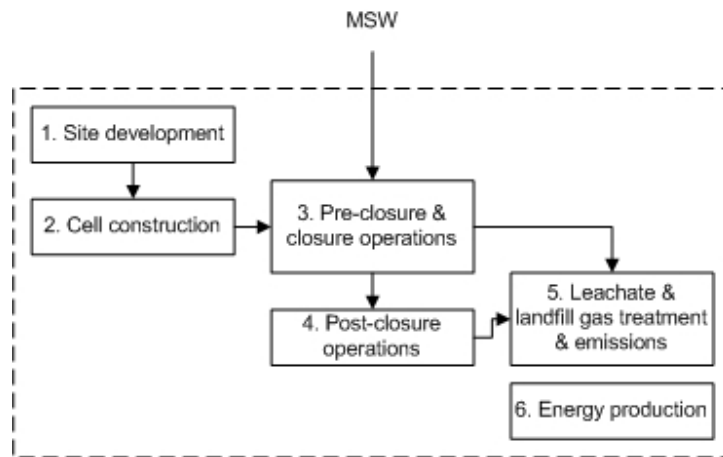 MSW
1. Site development
2. Cell construction
3. Pre-closure &
closure operations
4. Post-closure
operations
5. Leachate &
landfill gas treatment
& emissions
6. Energy production